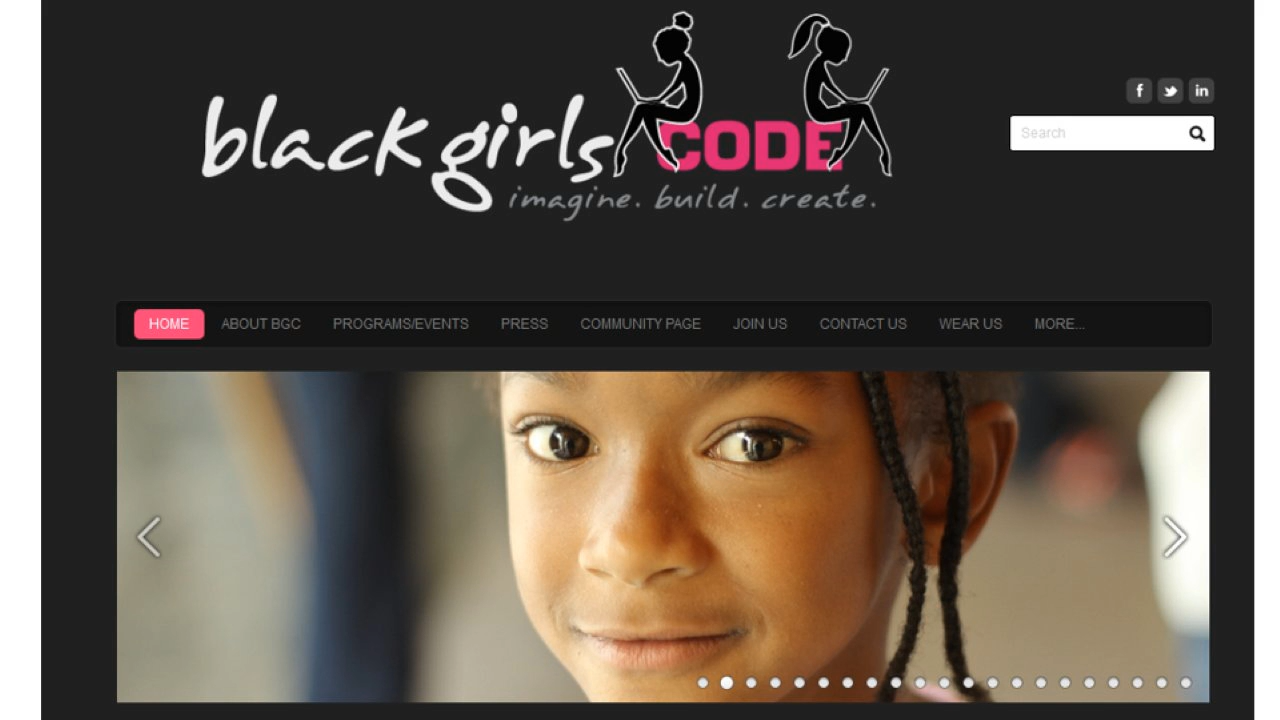 black girls CODE
imagine. build. create.
f in
Search
HOME ABOUT BGC PROGRAMS/EVENTS PRESS COMMUNITY PAGE JOIN US CONTACT US WEAR US MORE...